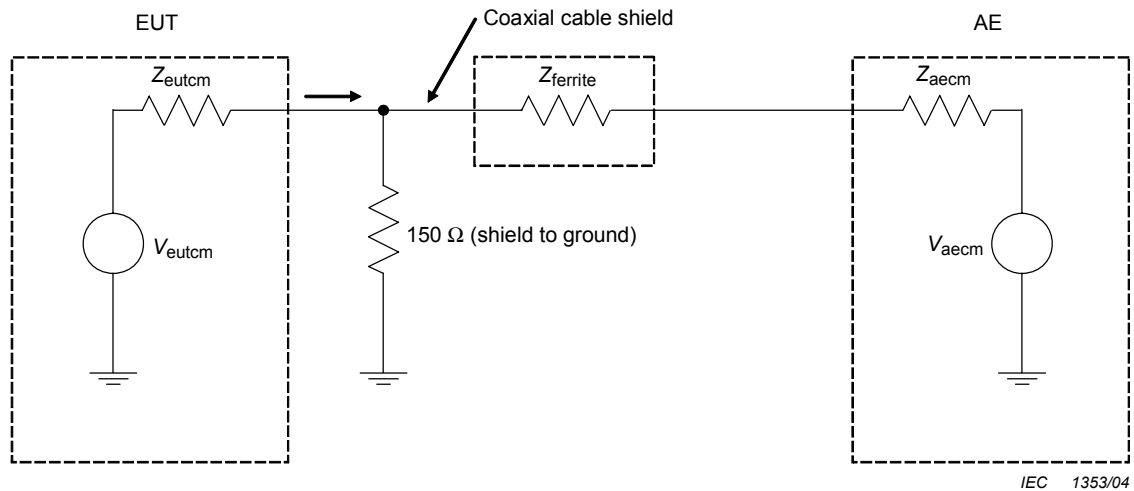 EUT
Coaxial cable shield
AE
Zeutcm
Zferrite
Zaecm
150 Ω (shield to ground)
Veutcm
Vaecm
IEC 1353/04